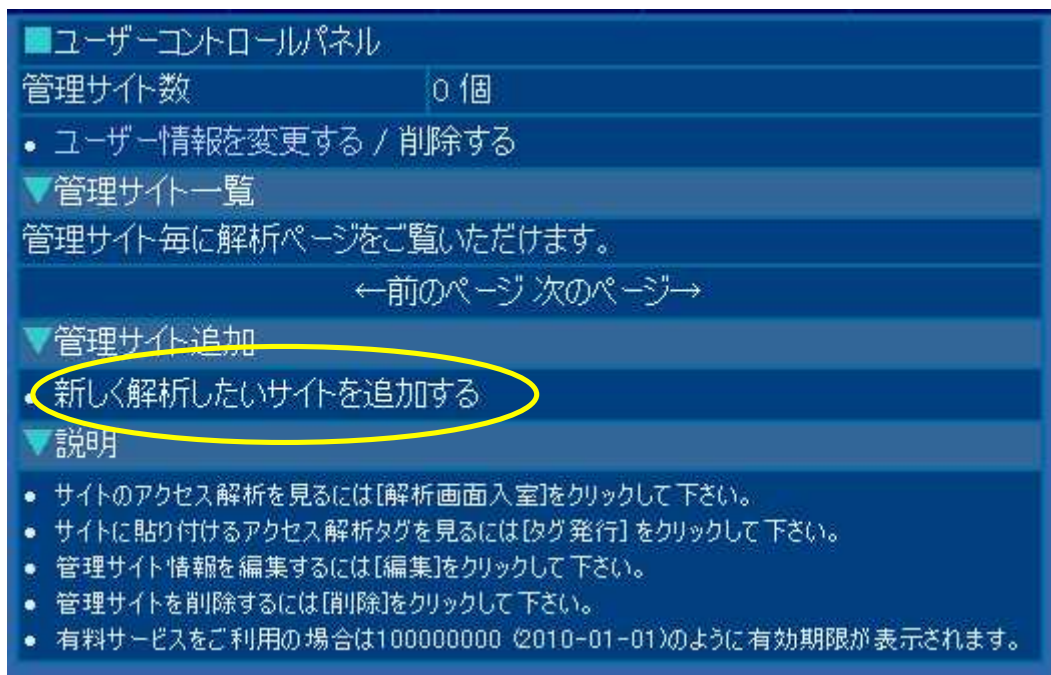 ■ユーザーコントロールパネル
管理サイト数 0 個
• ユーザー情報を変更する / 削除する
▼管理サイト一覧
管理サイト毎に解析ページをご覧いただけます。
←前のページ 次のページ→
▼管理サイト追加
• 新しく解析したいサイトを追加する
▼説明
• サイトのアクセス解析を見るには[解析画面入室]をクリックして下さい。
• サイトに貼り付けるアクセス解析タグを見るには[タグ発行] をクリックして下さい。
• 管理サイト情報を編集するには[編集]をクリックして下さい。
• 管理サイトを削除するには[削除]をクリックして下さい。
• 有料サービスをご利用の場合は100000000 (2010-01-01)のように有効期限が表示されます。